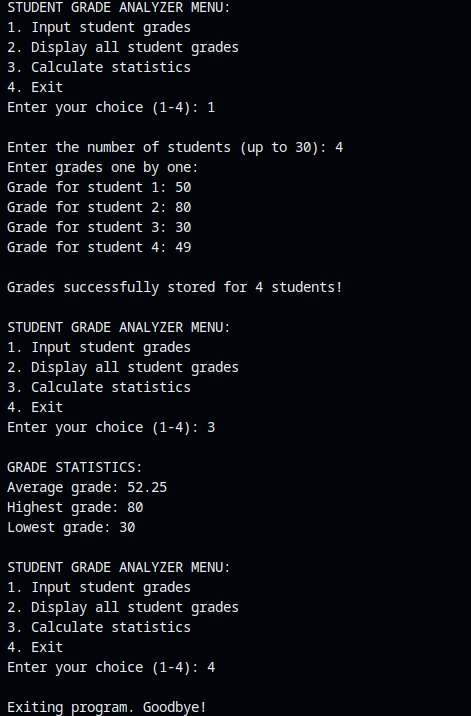 STUDENT GRADE ANALYZER MENU:
1. Input student grades
2. Display all student grades
3. Calculate statistics
4. Exit
Enter your choice (1-4): 1
Enter the number of students (up to 30): 4
Enter grades one by one:
Grade for student 1: 50
Grade for student 2: 80
Grade for student 3: 30
Grade for student 4: 49
Grades successfully stored for 4 students!
STUDENT GRADE ANALYZER MENU:
1. Input student grades
2. Display all student grades
3. Calculate statistics
4. Exit
Enter your choice (1-4): 3
GRADE STATISTICS:
Average grade: 52.25
Highest grade: 80
Lowest grade: 30
STUDENT GRADE ANALYZER MENU:
1. Input student grades
2. Display all student grades
3. Calculate statistics
4. Exit
Enter your choice (1-4): 4
Exiting program. Goodbye!